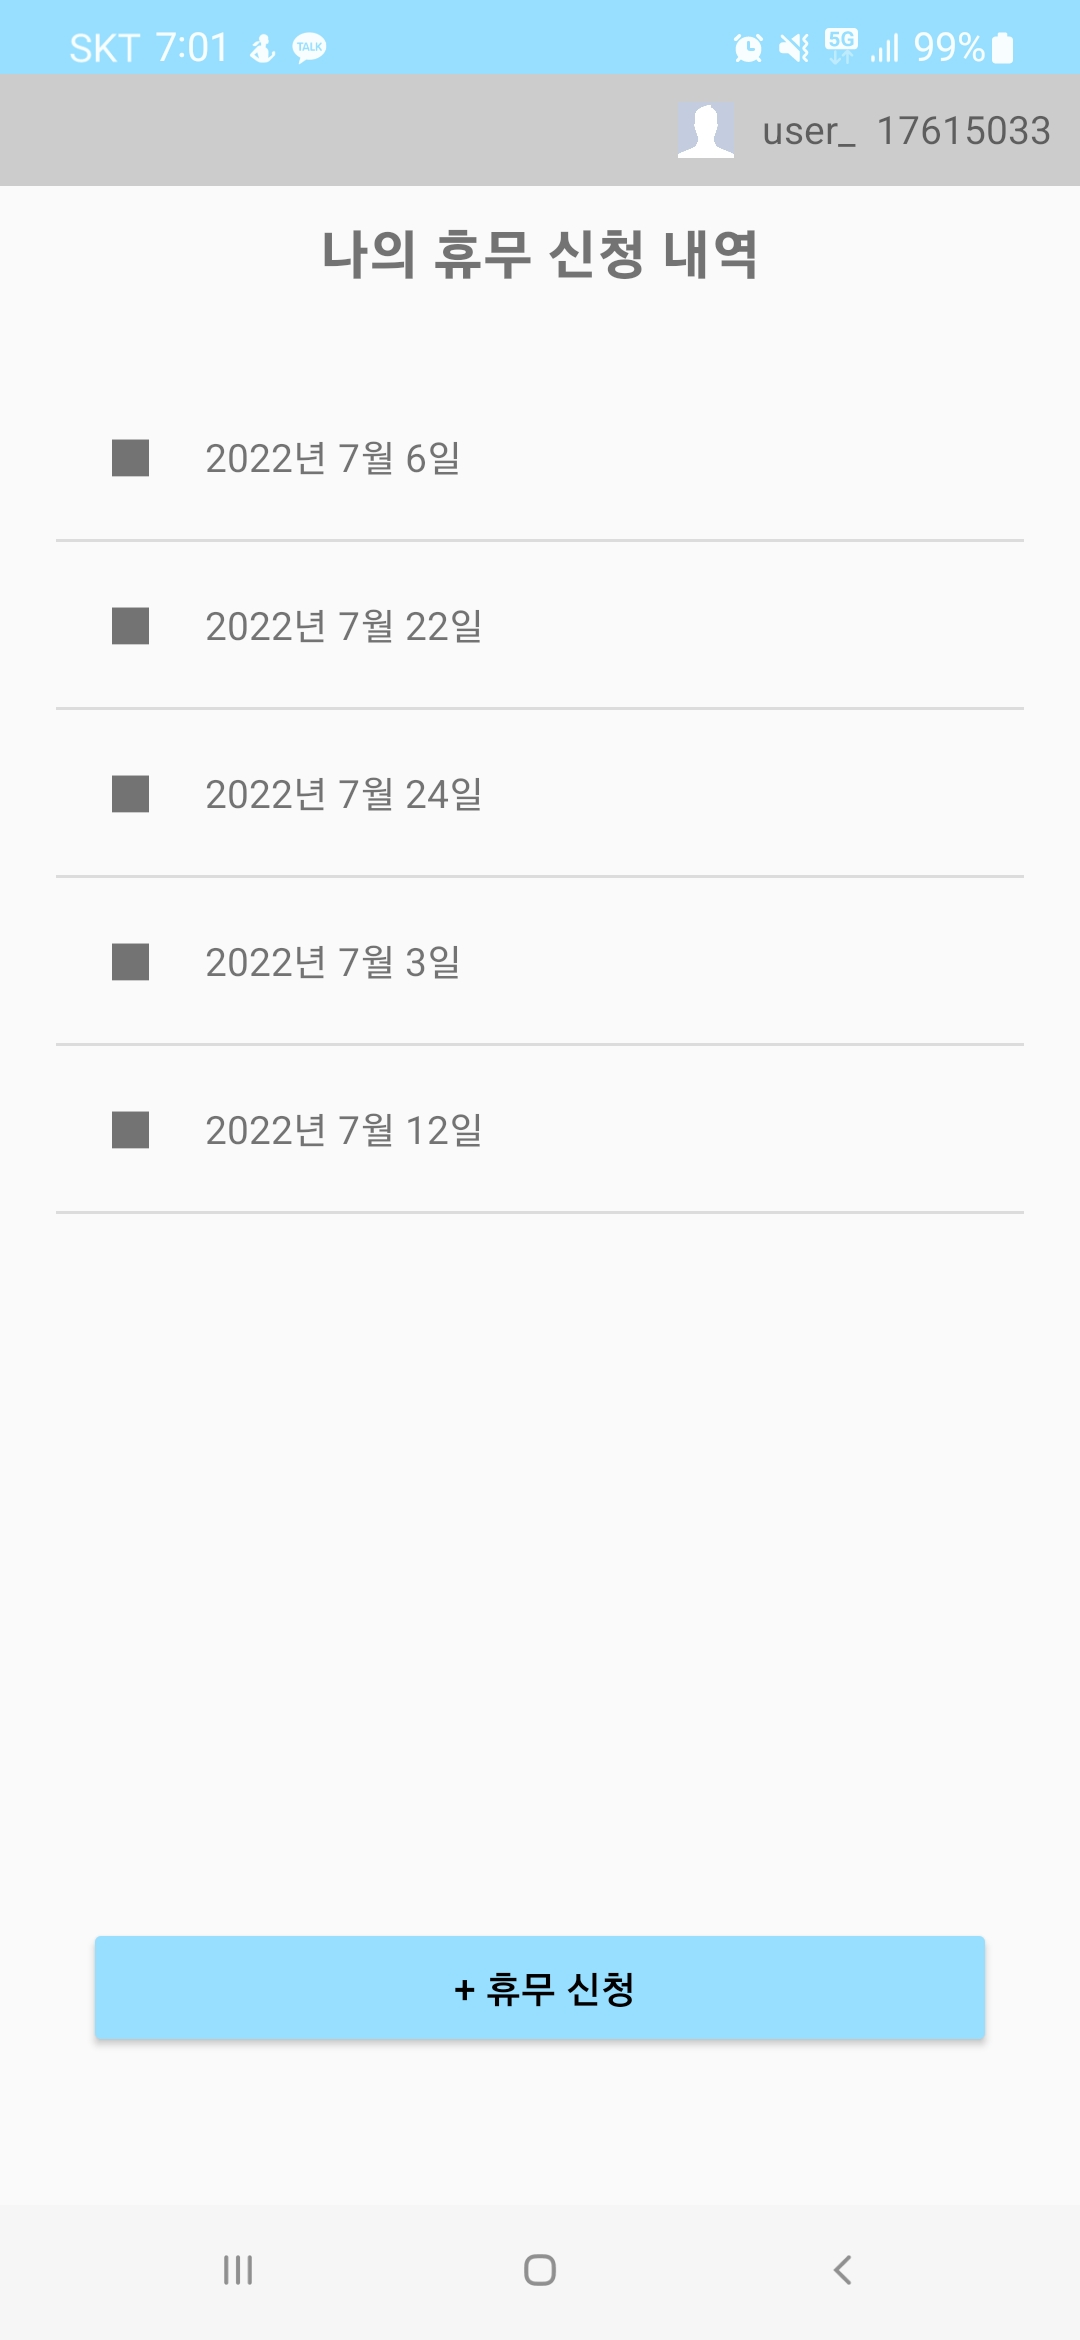 SKT 7:01 TALK 5G 99%
user_ 17615033
나의 휴무 신청 내역
2022년 7월 6일
2022년 7월 22일
2022년 7월 24일
2022년 7월 3일
2022년 7월 12일
+ 휴무 신청